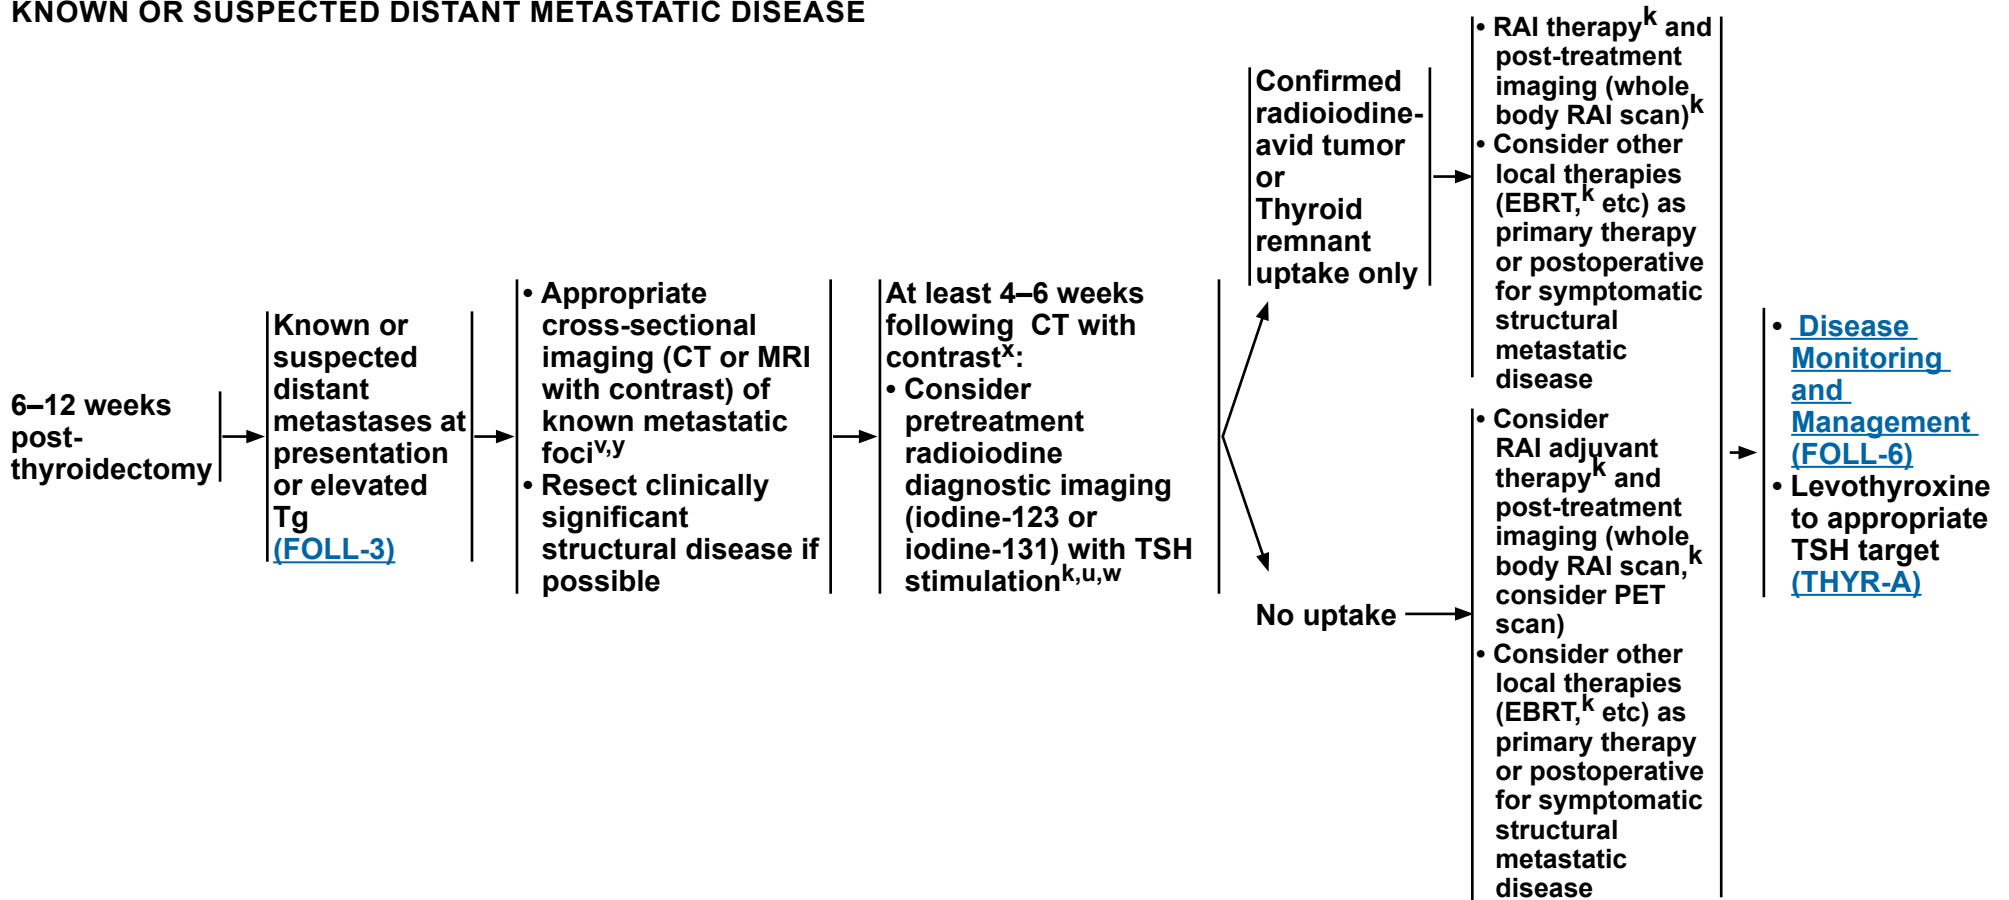 KNOWN OR SUSPECTED DISTANT METASTATIC DISEASE
6–12 weeks
post-
thyroidectomy
Known or
suspected
distant
metastases at
presentation
or elevated
Tg
(FOLL-3)
• Appropriate
cross-sectional
imaging (CT or MRI
with contrast) of
known metastatic
foci^v,y
• Resect clinically
significant
structural disease if
possible
At least 4–6 weeks
following CT with
contrast^x:
• Consider
pretreatment
radioiodine
diagnostic imaging
(iodine-123 or
iodine-131) with TSH
stimulation^k,u,w
Confirmed
radioiodine-
avid tumor
or
Thyroid
remnant
uptake only
• RAI therapy^k and
post-treatment
imaging (whole
body RAI scan)^k
• Consider other
local therapies
(EBRT,^k etc) as
primary therapy
or postoperative
for symptomatic
structural
metastatic
disease
No uptake
• Consider
RAI adjuvant
therapy^k and
post-treatment
imaging (whole
body RAI scan,^k
consider PET
scan)
• Consider other
local therapies
(EBRT,^k etc) as
primary therapy
or postoperative
for symptomatic
structural
metastatic
disease
• Disease
Monitoring
and
Management
(FOLL-6)
• Levothyroxine
to appropriate
TSH target
(THYR-A)